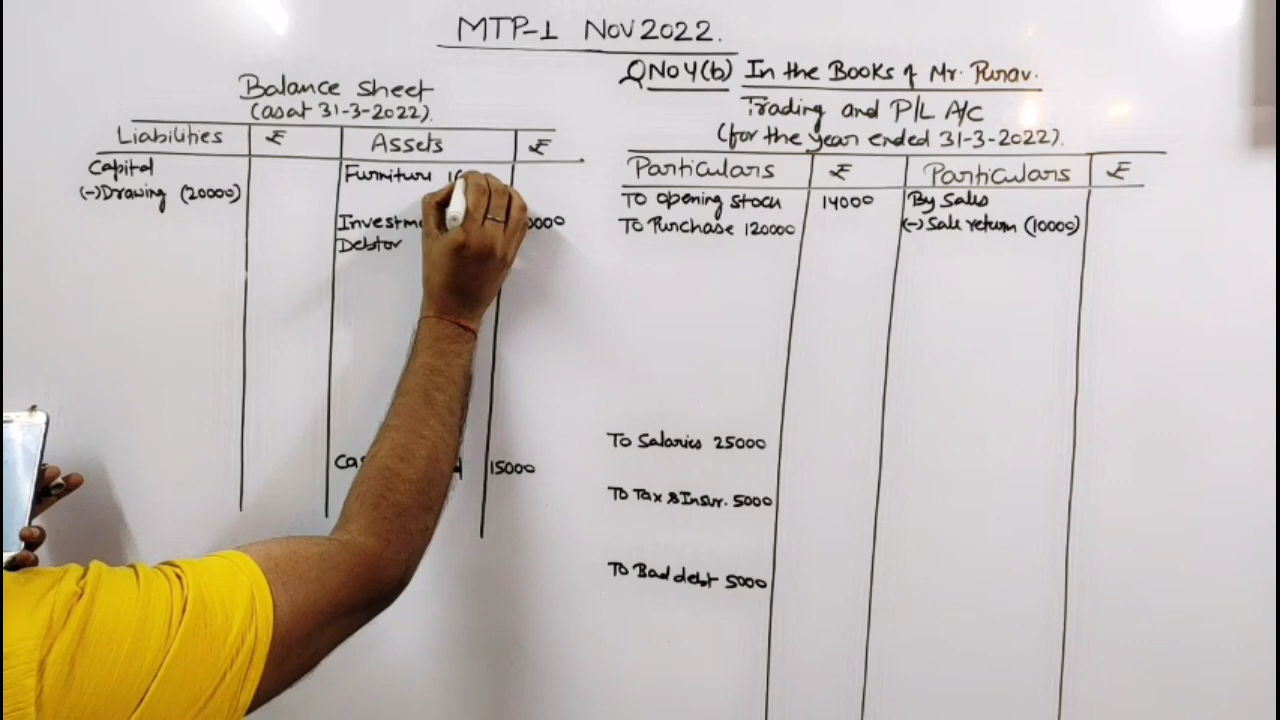 MTP-1 NOV 2022.
Balance Sheet
(as at 31-3-2022).
Liabilities ₹ Assets ₹
Capital
(-) Drawing (20000)
Furniture
Debtor
15000
QNo 4(b) In the Books of Mr. Purav.
Trading and P/L A/C
(for the year ended 31-3-2022).
Particulars ₹ Particulars ₹
To Opening Stock 14000 By Sales
To Purchase 120000 (-) Sale return (10000)
To Salaries 25000
To Tax & Insur. 5000
To Bad debt 5000